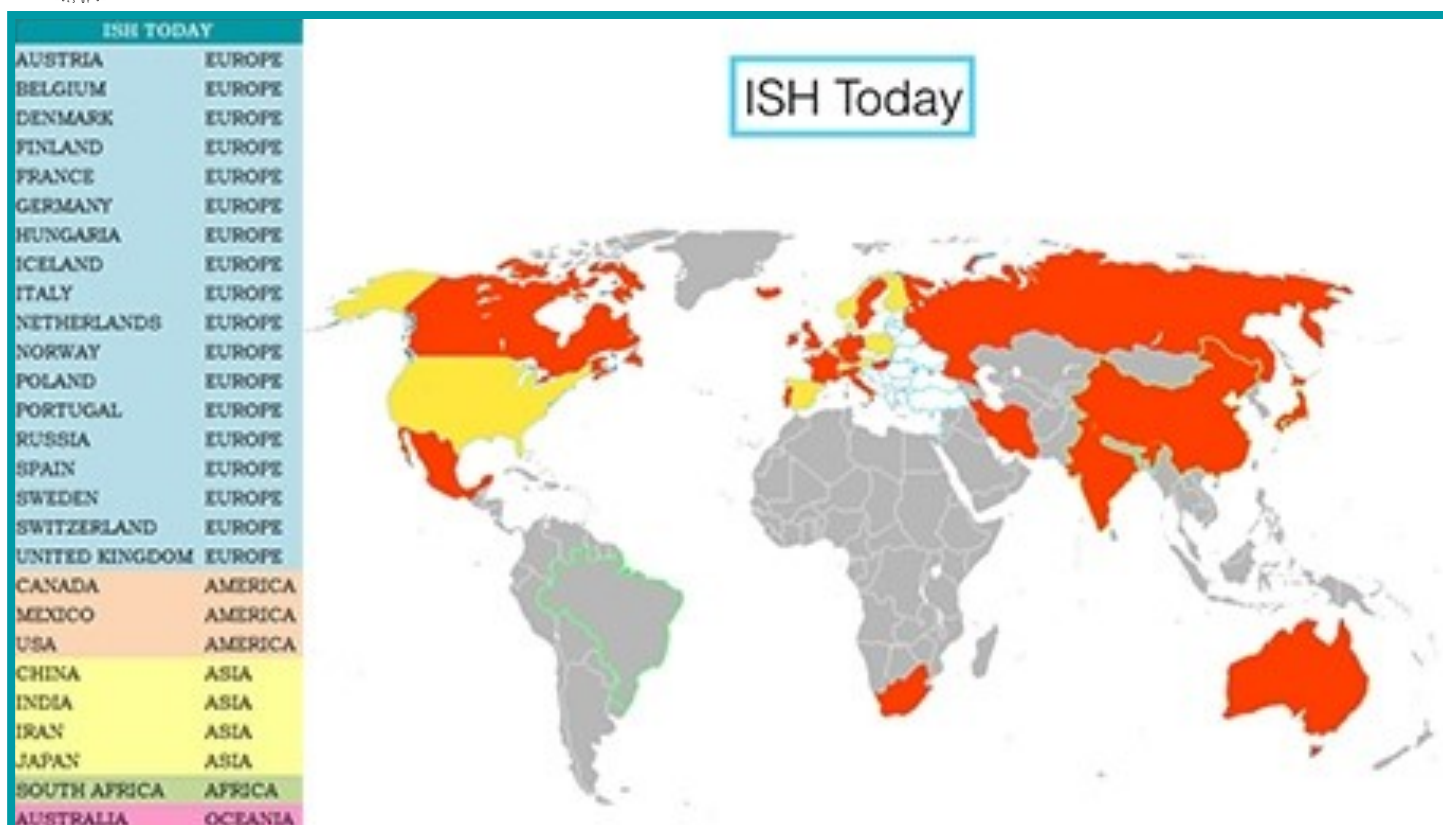 ISH TODAY
AUSTRIA EUROPE
BELGIUM EUROPE
DENMARK EUROPE
FINLAND EUROPE
FRANCE EUROPE
GERMANY EUROPE
HUNGARIA EUROPE
ICELAND EUROPE
ITALY EUROPE
NETHERLANDS EUROPE
NORWAY EUROPE
POLAND EUROPE
PORTUGAL EUROPE
RUSSIA EUROPE
SPAIN EUROPE
SWEDEN EUROPE
SWITZERLAND EUROPE
UNITED KINGDOM EUROPE
CANADA AMERICA
MEXICO AMERICA
USA AMERICA
CHINA ASIA
INDIA ASIA
IRAN ASIA
JAPAN ASIA
SOUTH AFRICA AFRICA
AUSTRALIA OCEANIA
ISH Today